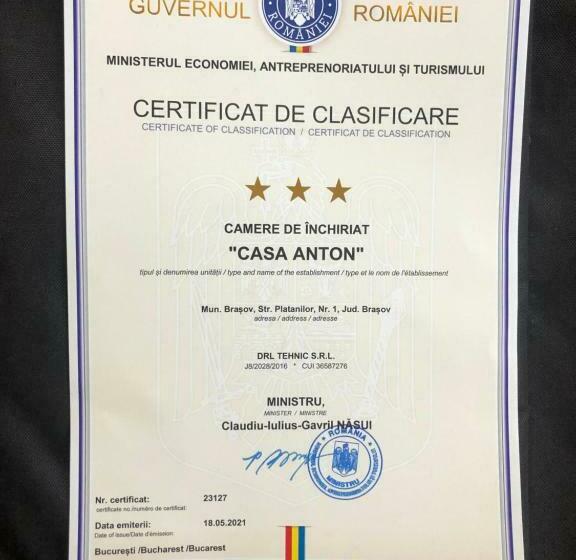 GUVERNUL ROMÂNIEI
ROMÂNIEI
MINISTERUL ECONOMIEI, ANTREPRENORIATULUI ȘI TURISMULUI
CERTIFICAT DE CLASIFICARE
CERTIFICATE OF CLASSIFICATION / CERTIFICAT DE CLASSIFICATION
CAMERE DE ÎNCHIRIAT
"CASA ANTON"
tipul și denumirea unității / type and name of the establishment / type et le nom de l'établissement
Mun. Brașov, Str. Platanilor, Nr. 1, Jud. Brașov
adresa / address / adresse
DRL TEHNIC S.R.L.
J8/2028/2016 * CUI 36587276
MINISTRU,
MINISTER / MINISTRE
Claudiu-Iulius-Gavril NĂSUI
ROMÂNIA
MINISTRU
Nr. certificat: 23127
certificate no./numéro de certificat:
Data emiterii: 18.05.2021
Date of issue/Date d'émission:
București /Bucharest /Bucarest